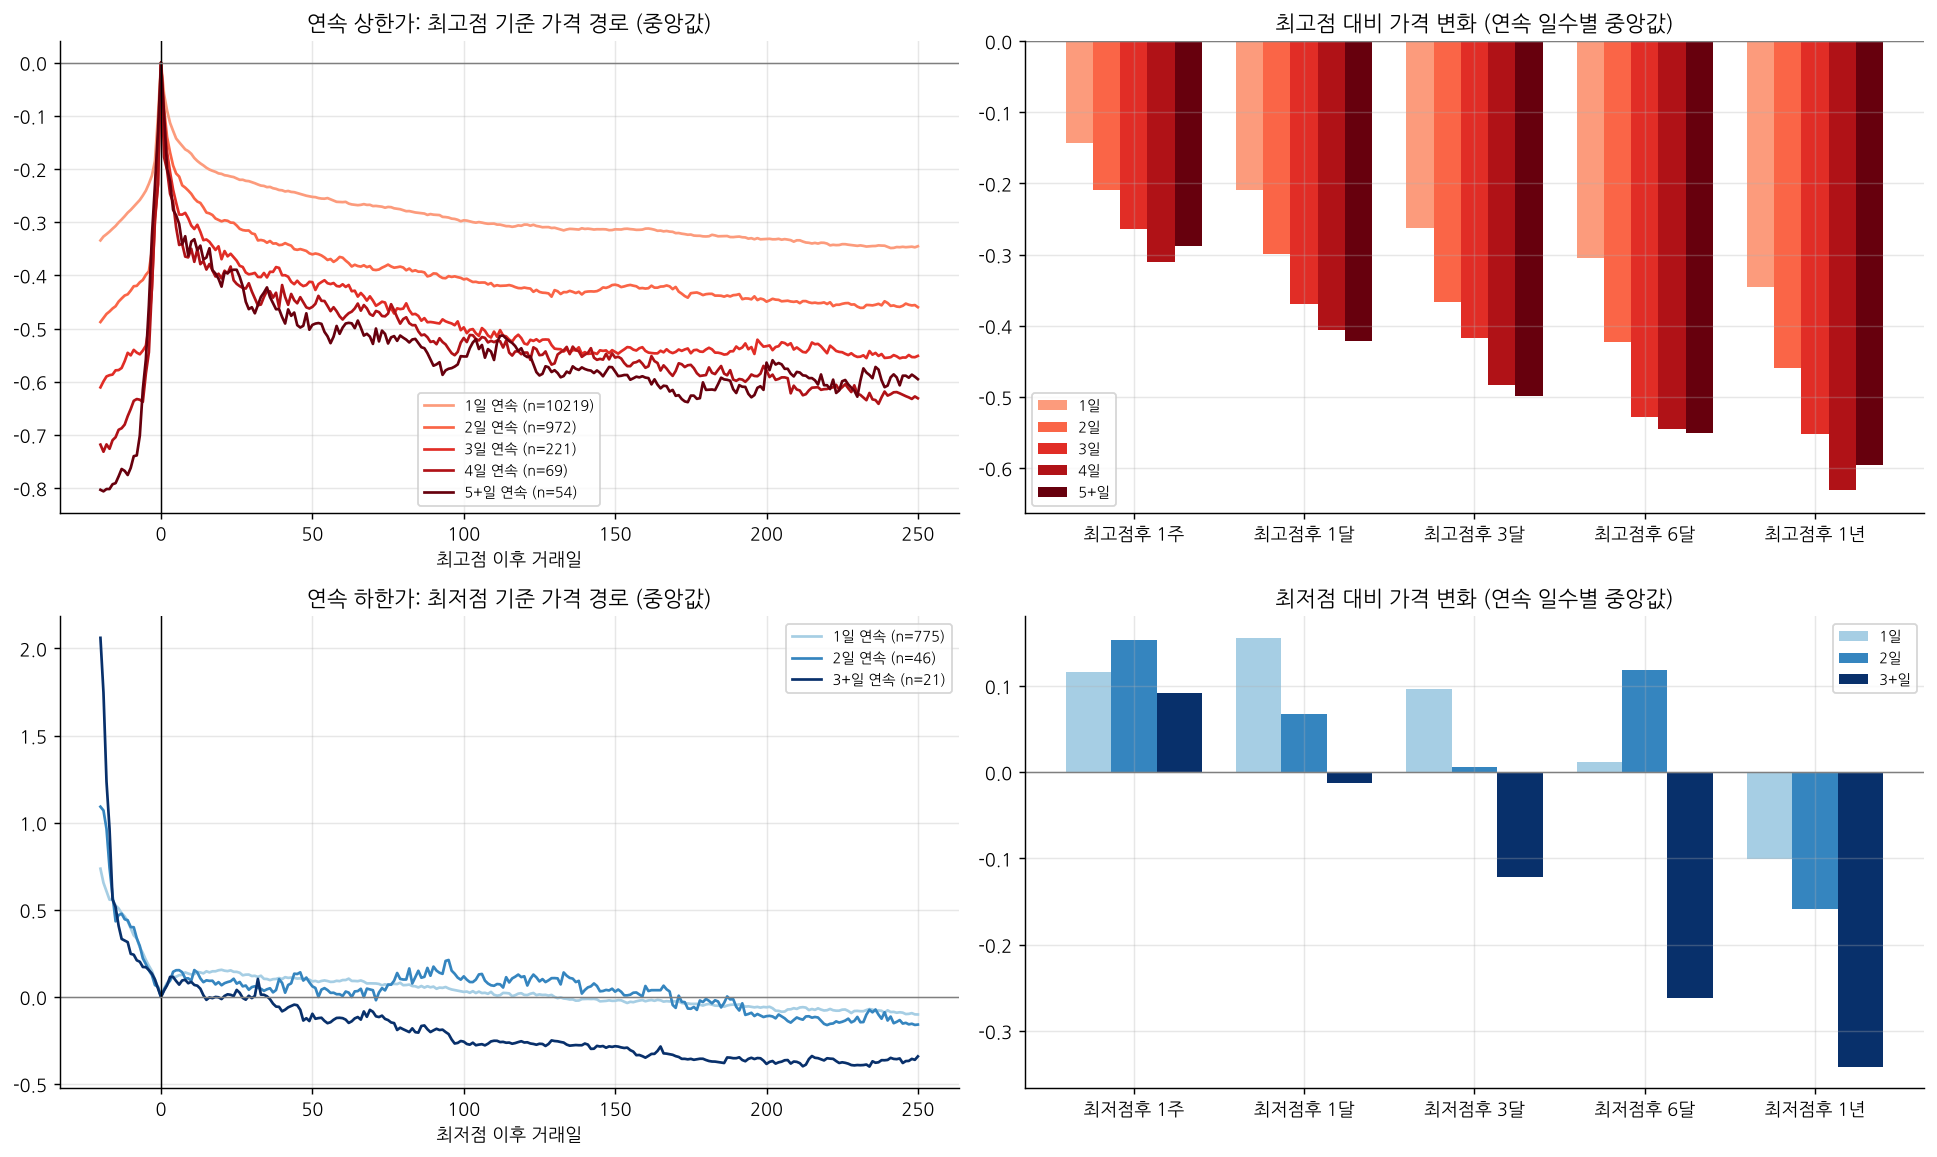 연속 상한가: 최고점 기준 가격 경로 (중앙값)
0.0
-0.1
-0.2
-0.3
-0.4
-0.5
-0.6
-0.7
-0.8
1일 연속 (n=10219)
2일 연속 (n=972)
3일 연속 (n=221)
4일 연속 (n=69)
5+일 연속 (n=54)
0 50 100 150 200 250
최고점 이후 거래일
최고점 대비 가격 변화 (연속 일수별 중앙값)
0.0
-0.1
-0.2
-0.3
-0.4
-0.5
-0.6
1일
2일
3일
4일
5+일
최고점후 1주 최고점후 1달 최고점후 3달 최고점후 6달 최고점후 1년
연속 하한가: 최저점 기준 가격 경로 (중앙값)
2.0
1.5
1.0
0.5
0.0
-0.5
1일 연속 (n=775)
2일 연속 (n=46)
3+일 연속 (n=21)
0 50 100 150 200 250
최저점 이후 거래일
최저점 대비 가격 변화 (연속 일수별 중앙값)
0.1
0.0
-0.1
-0.2
-0.3
1일
2일
3+일
최저점후 1주 최저점후 1달 최저점후 3달 최저점후 6달 최저점후 1년